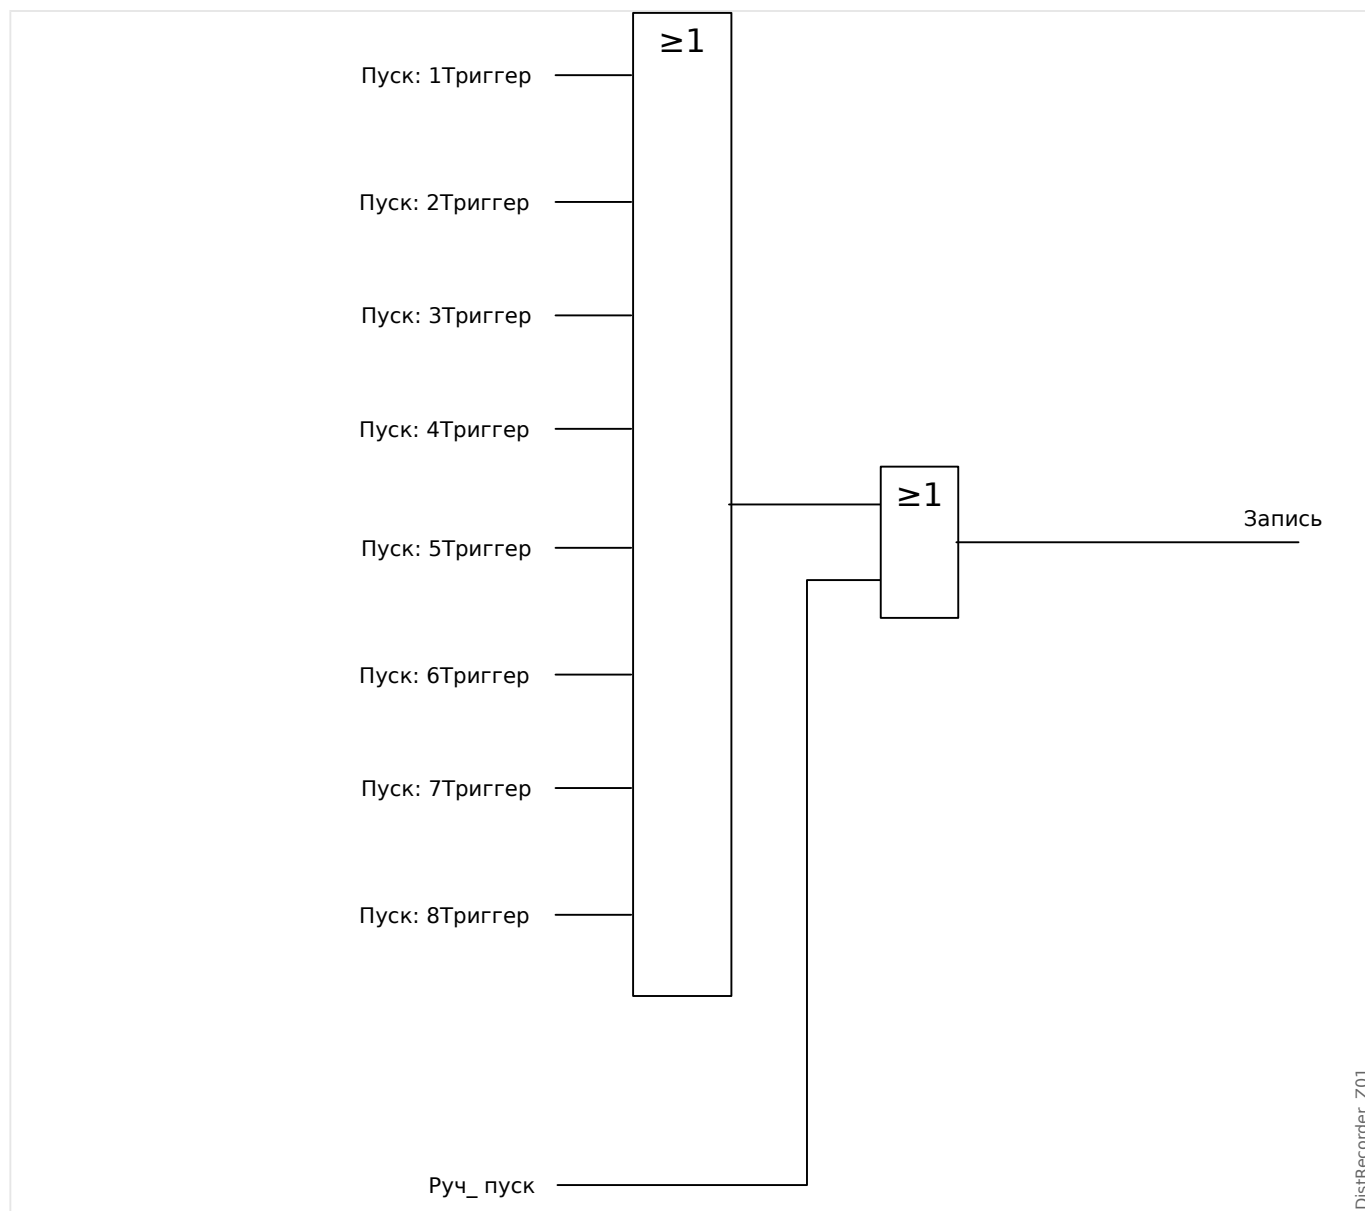 ≥1
Пуск: 1Триггер
Пуск: 2Триггер
Пуск: 3Триггер
Пуск: 4Триггер
≥1
Запись
Пуск: 5Триггер
Пуск: 6Триггер
Пуск: 7Триггер
Пуск: 8Триггер
Руч_ пуск
DistRecorder_Z01